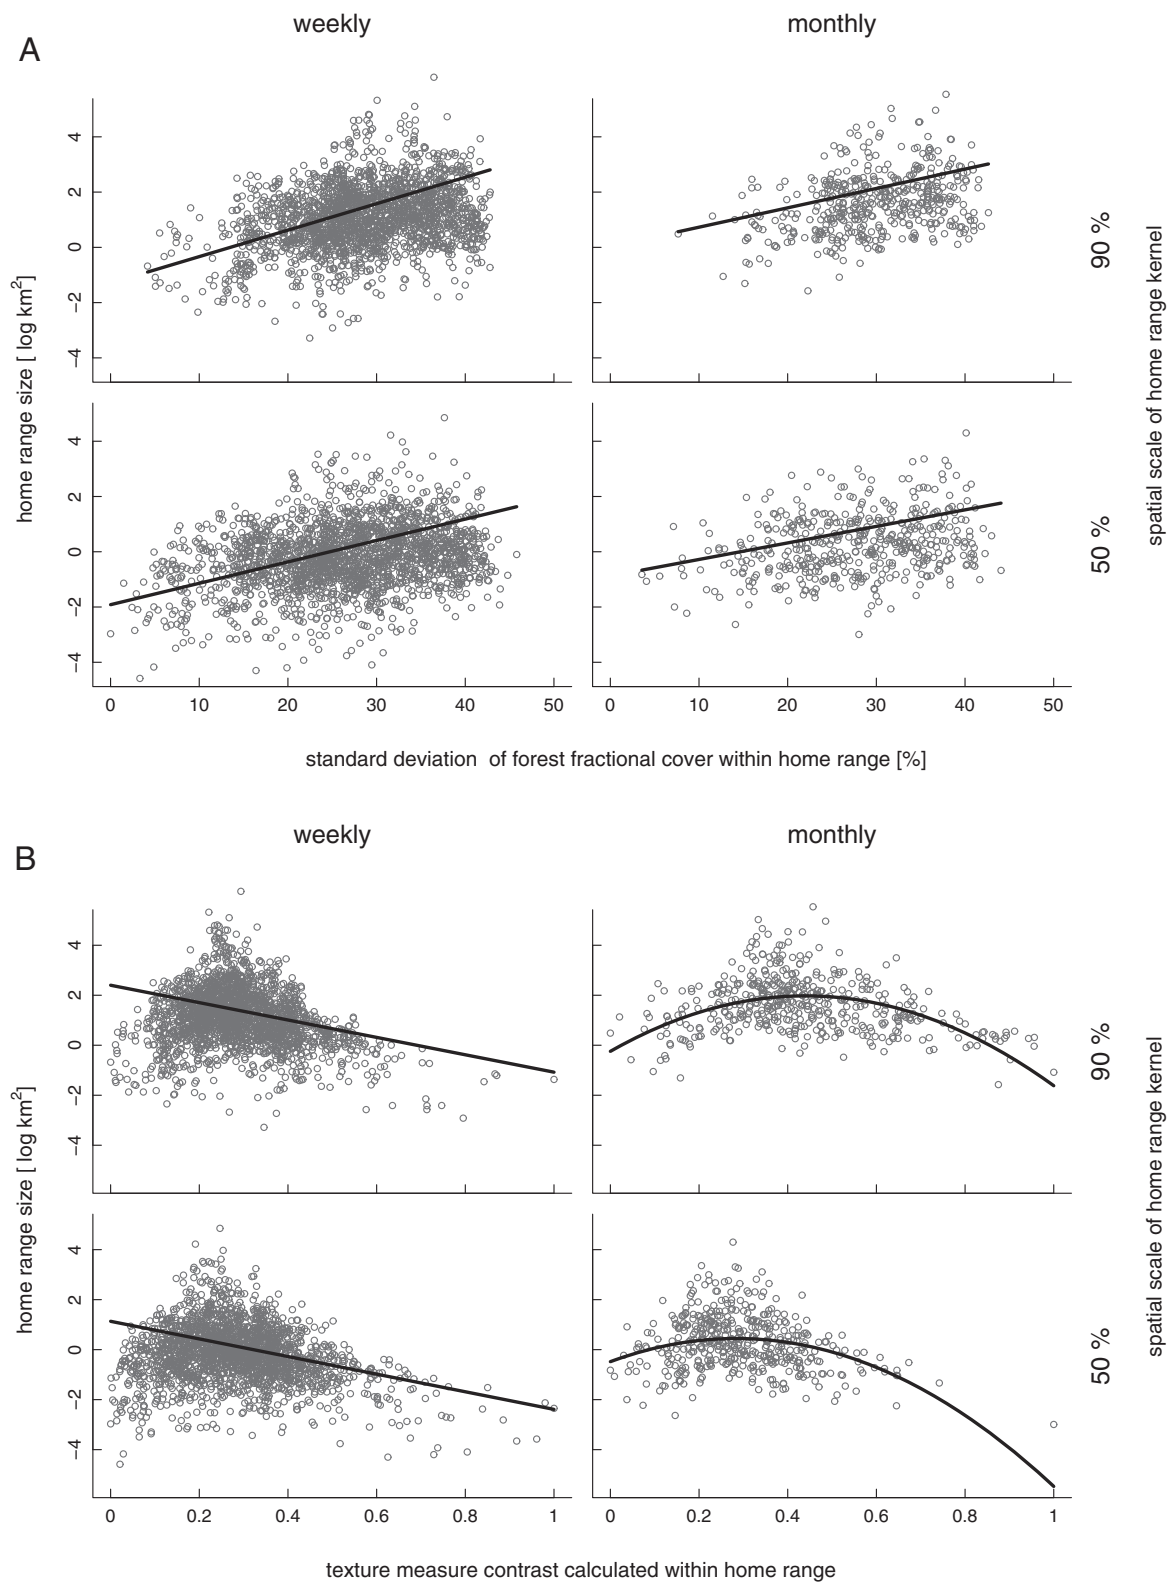 weekly monthly
A
4
2
0
−2
−4
90 %
4
2
0
−2
−4
50 %
home range size [ log km²]
spatial scale of home range kernel
0 10 20 30 40 50 0 10 20 30 40 50
standard deviation of forest fractional cover within home range [%]
weekly monthly
B
4
2
0
−2
−4
90 %
4
2
0
−2
−4
50 %
home range size [ log km²]
spatial scale of home range kernel
0 0.2 0.4 0.6 0.8 1 0 0.2 0.4 0.6 0.8 1
texture measure contrast calculated within home range